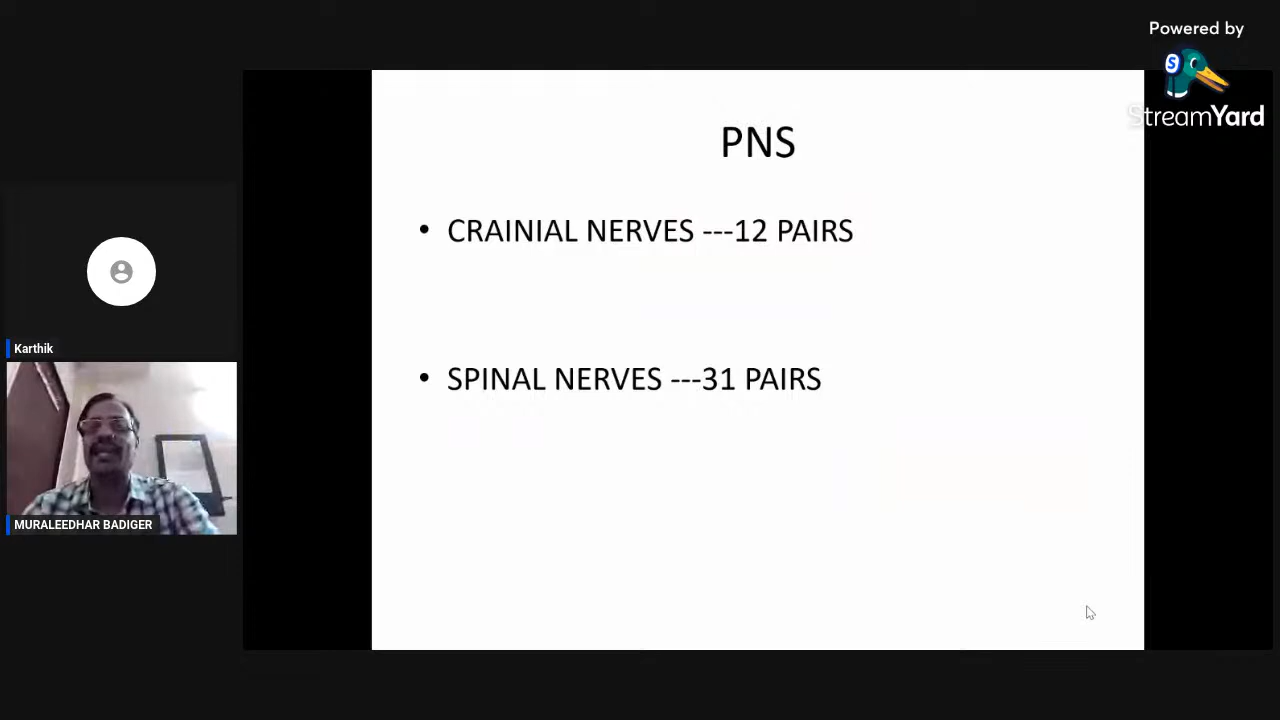 Powered by
StreamYard
PNS
• CRAINIAL NERVES ---12 PAIRS
• SPINAL NERVES ---31 PAIRS
Karthik
MURALEEDHAR BADIGER